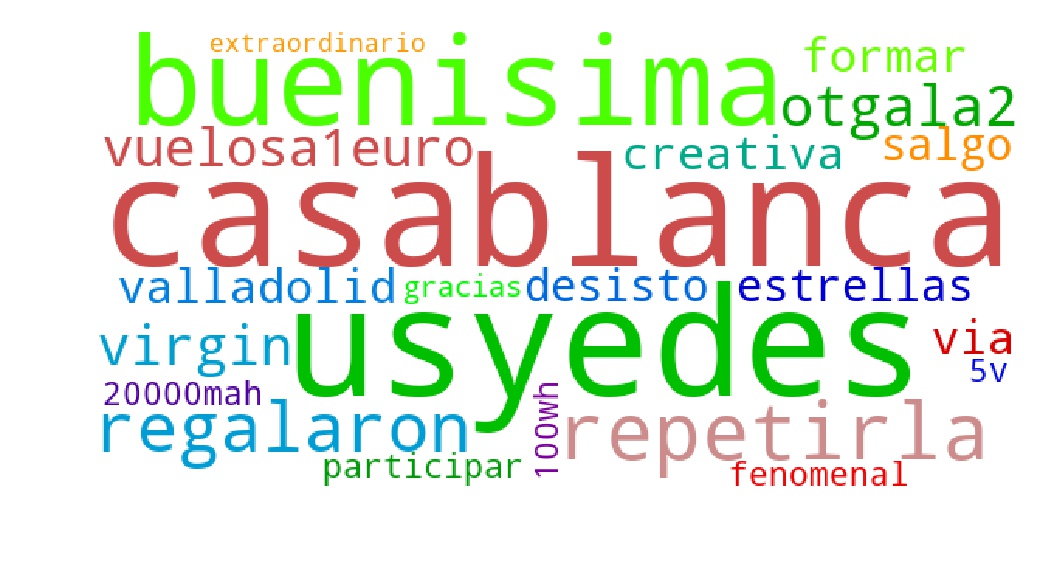 extraordinario
buenisima
formar
otgala2
vuelosa1euro
creativa
salgo
casablanca
valladolid
gracias
desisto
estrellas
usyedes
virgin
via
5v
20000mah
regalaron
100wh
repetirla
participar
fenomenal